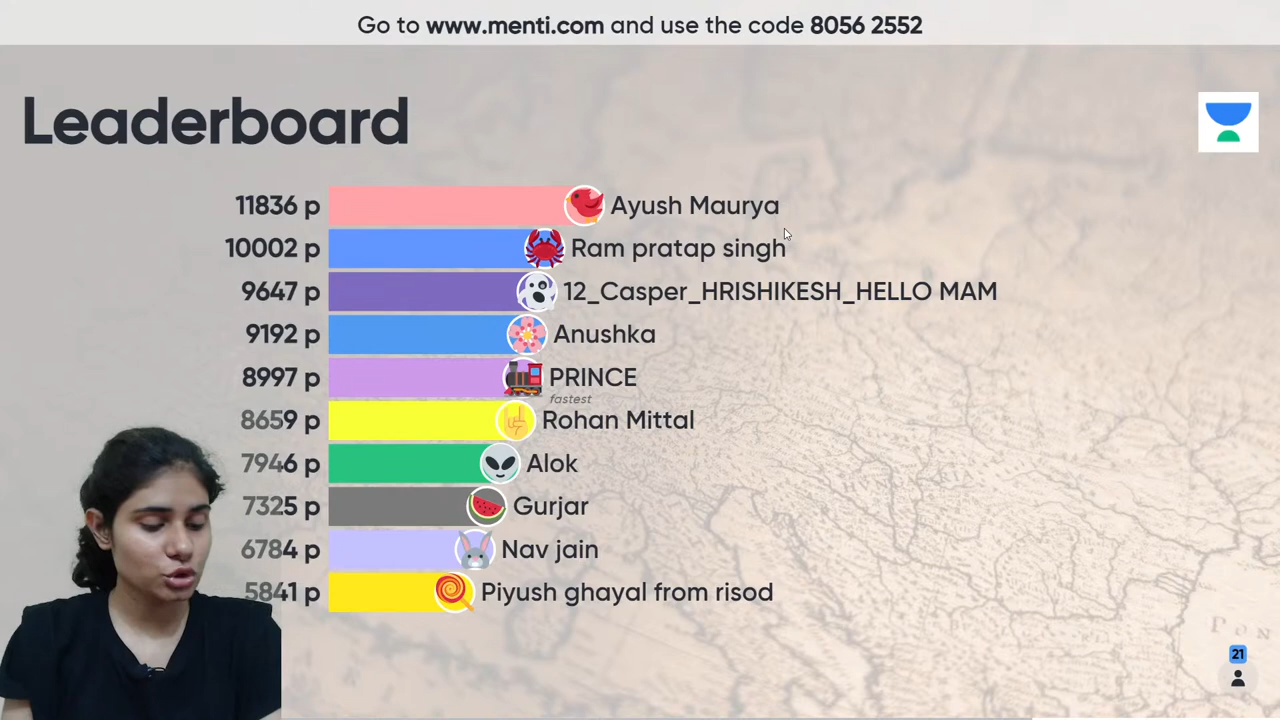 Go to www.menti.com and use the code 8056 2552
Leaderboard
11836 p Ayush Maurya
10002 p Ram pratap singh
9647 p 12_Casper_HRISHIKESH_HELLO MAM
9192 p Anushka
8997 p PRINCE
fastest
8659 p Rohan Mittal
7946 p Alok
7325 p Gurjar
6784 p Nav jain
5841 p Piyush ghayal from risod
21